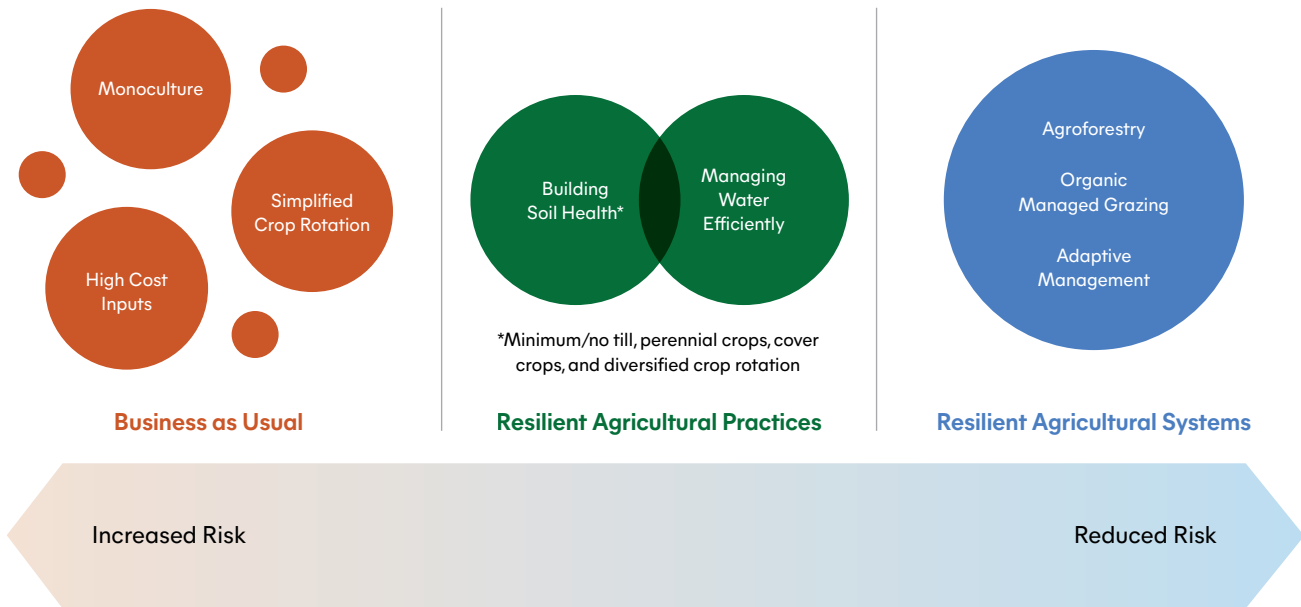 Monoculture
Simplified
Crop Rotation
High Cost
Inputs
Business as Usual
Building
Soil Health*
Managing
Water
Efficiently
*Minimum/no till, perennial crops, cover
crops, and diversified crop rotation
Resilient Agricultural Practices
Agroforestry
Organic
Managed Grazing
Adaptive
Management
Resilient Agricultural Systems
Increased Risk
Reduced Risk